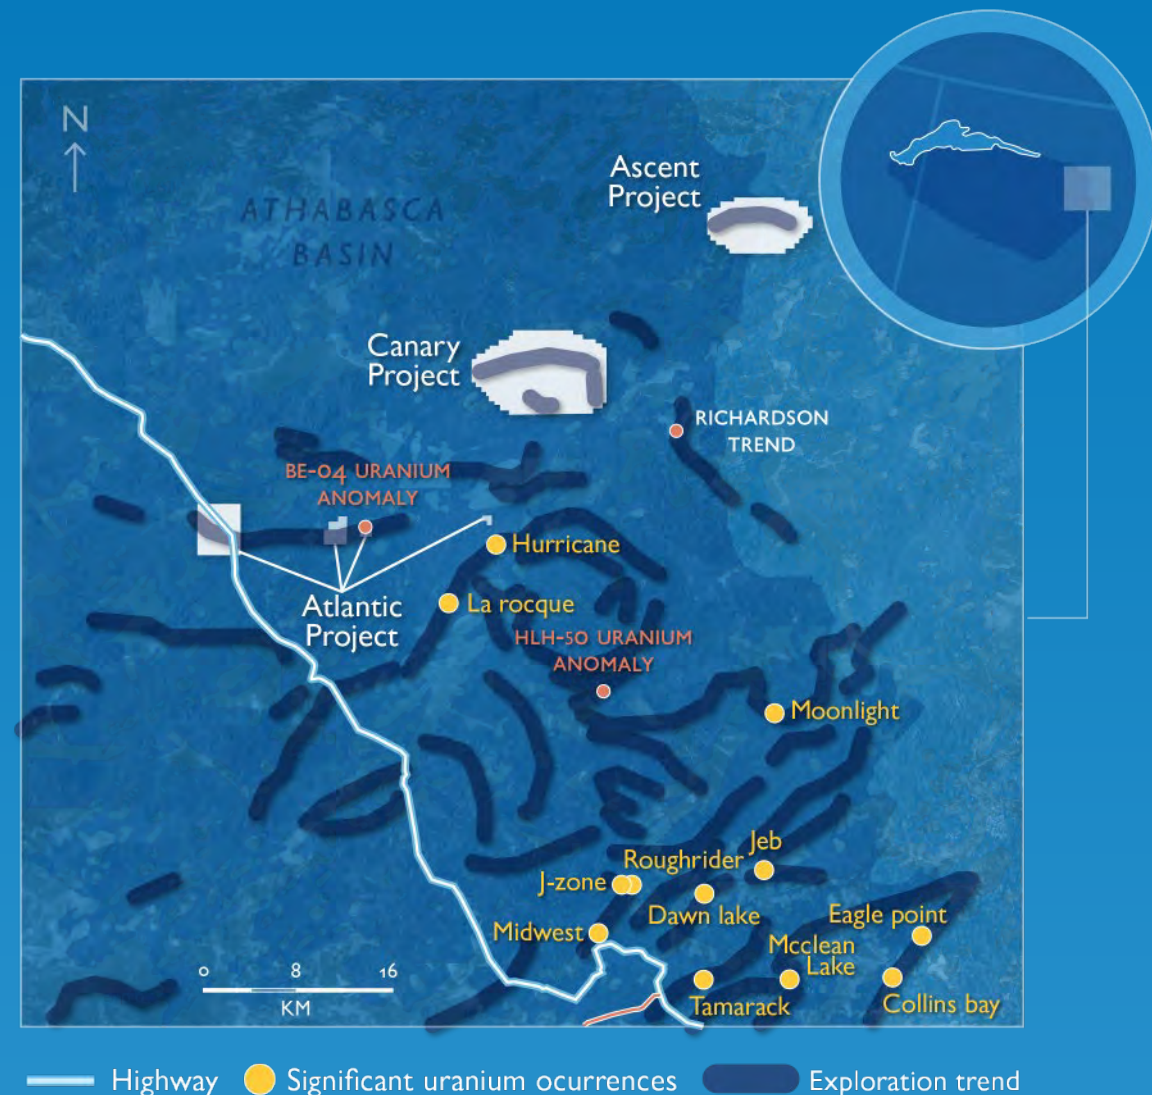 N
ATHABASCA
BASIN
Ascent
Project
Canary
Project
RICHARDSON
TREND
BE-04 URANIUM
ANOMALY
Hurricane
Atlantic
Project
La rocque
HLH-50 URANIUM
ANOMALY
Moonlight
Jeb
Roughrider
J-zone
Dawn lake
Eagle point
Midwest
Mcclean
Lake
0 8 16
KM
Tamarack
Collins bay
Highway
Significant uranium ocurrences
Exploration trend